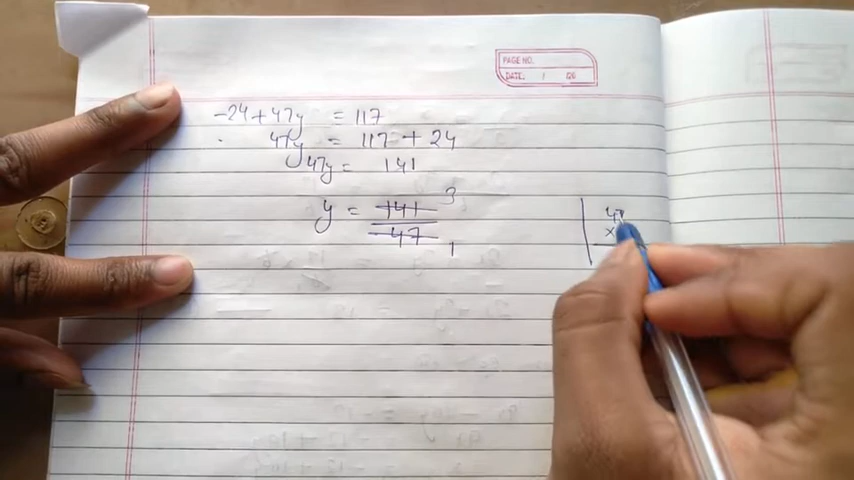 PAGE NO.
DATE: / /20
-24+47y = 117
47y = 117 + 24
47y = 141
y = 141 3
47 1
47
×